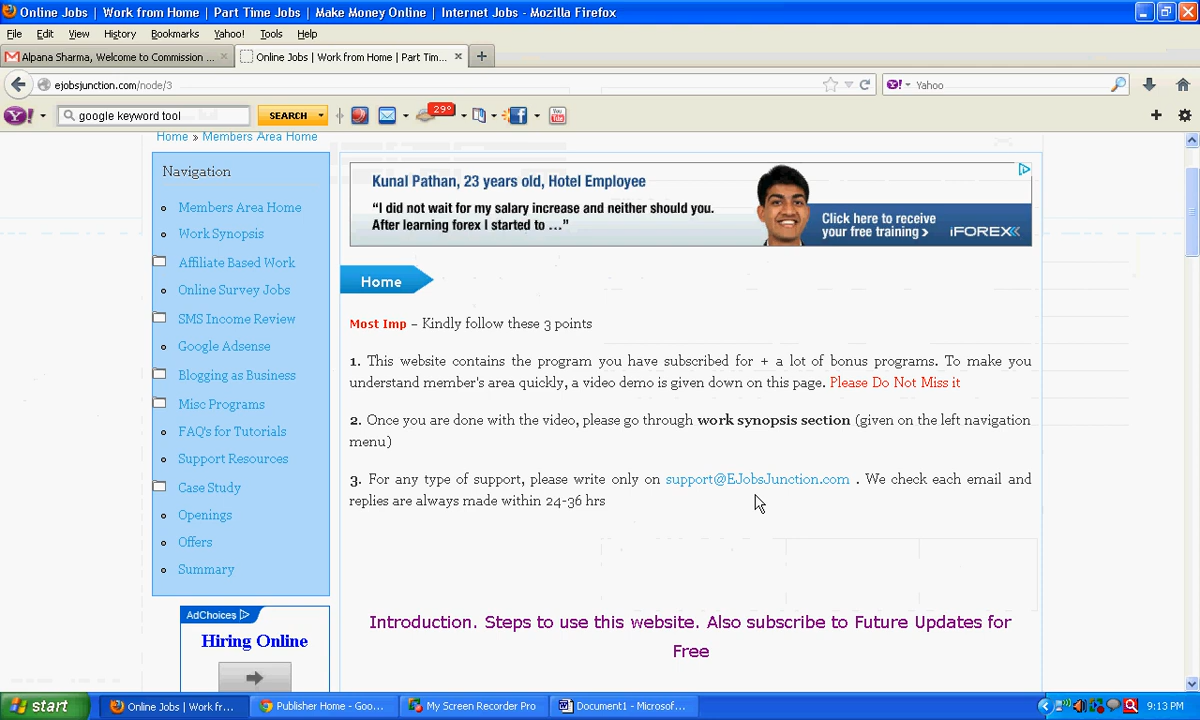 Online Jobs | Work from Home | Part Time Jobs | Make Money Online | Internet Jobs - Mozilla Firefox
File Edit View History Bookmarks Yahoo! Tools Help
Alpana Sharma, Welcome to Commission ... Online Jobs | Work from Home | Part Tim...
ejobsjunction.com/node/3 Yahoo
Y! google keyword tool SEARCH 29° You Tube
Home » Members Area Home
Navigation
Members Area Home
Work Synopsis
Affiliate Based Work
Online Survey Jobs
SMS Income Review
Google Adsense
Blogging as Business
Misc Programs
FAQ's for Tutorials
Support Resources
Case Study
Openings
Offers
Summary
AdChoices
Hiring Online
Kunal Pathan, 23 years old, Hotel Employee
“I did not wait for my salary increase and neither should you.
After learning forex I started to ...”
Click here to receive
your free training > iFOREX
Home
Most Imp – Kindly follow these 3 points
1. This website contains the program you have subscribed for + a lot of bonus programs. To make you
understand member's area quickly, a video demo is given down on this page. Please Do Not Miss it
2. Once you are done with the video, please go through work synopsis section (given on the left navigation
menu)
3. For any type of support, please write only on support@EJobsJunction.com . We check each email and
replies are always made within 24-36 hrs
Introduction. Steps to use this website. Also subscribe to Future Updates for
Free
start Online Jobs | Work fr... Publisher Home - Goo... My Screen Recorder Pro Document1 - Microsof... 9:13 PM